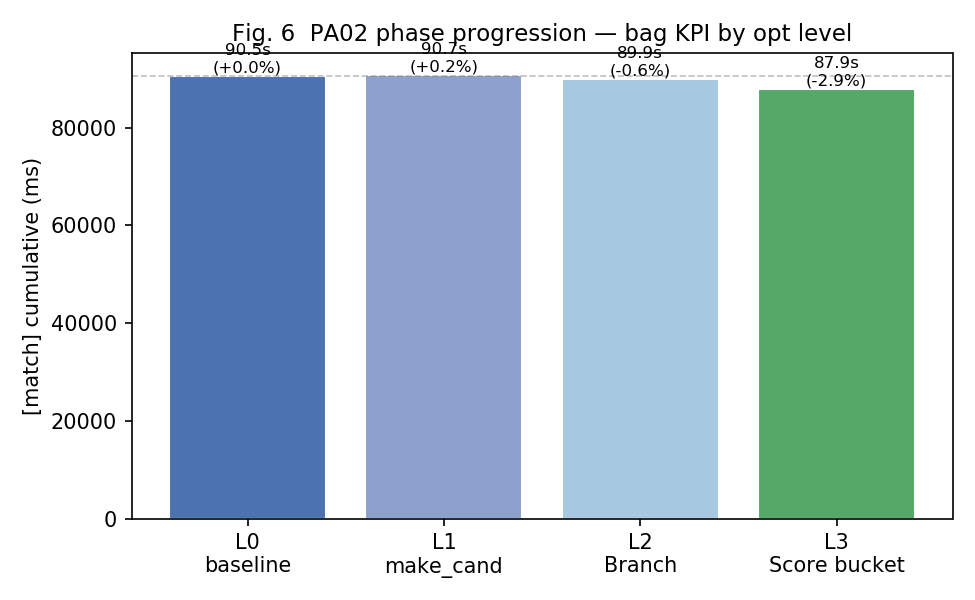 Fig. 6  PA02 phase progression — bag KPI by opt level
90.5s
(+0.0%)
90.7s
(+0.2%)
89.9s
(-0.6%)
87.9s
(-2.9%)
[match] cumulative (ms)
80000
60000
40000
20000
0
L0
baseline
L1
make_cand
L2
Branch
L3
Score bucket